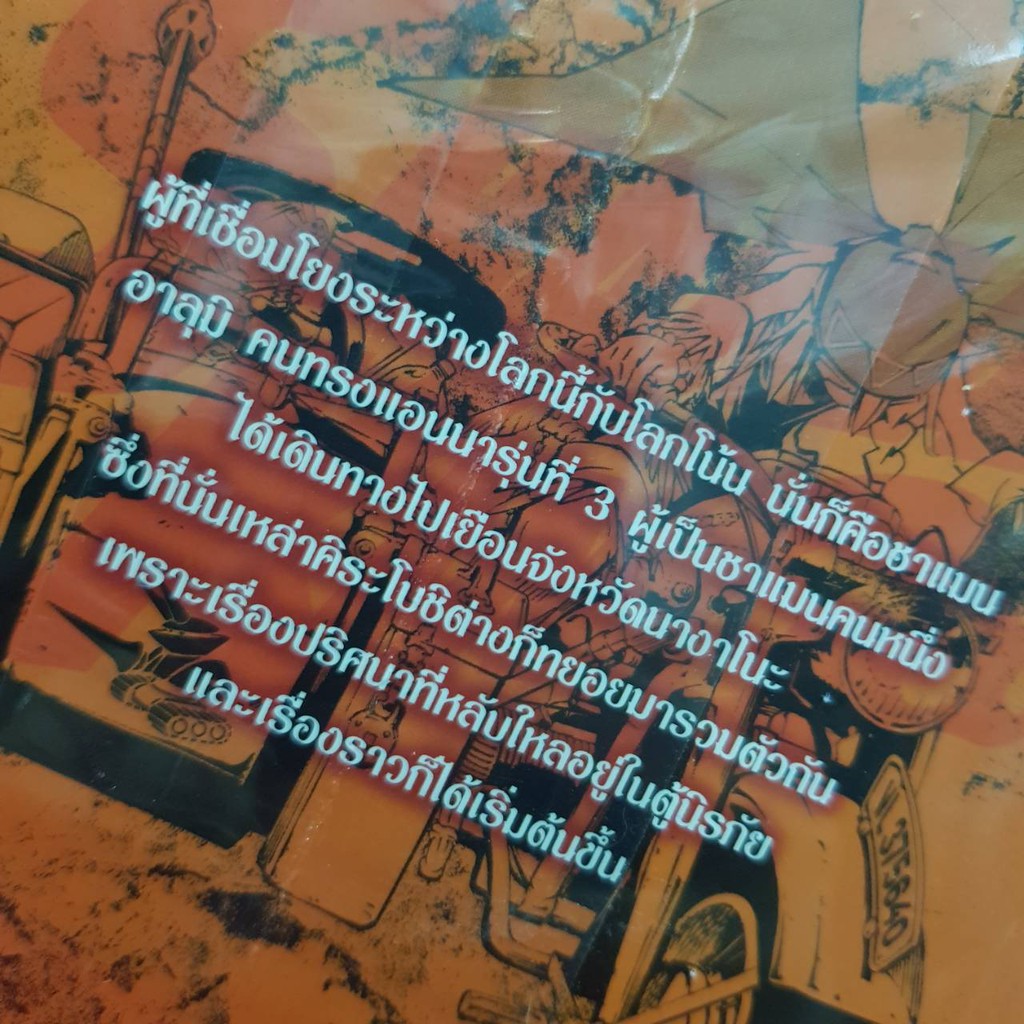 ผู้ที่เชื่อมโยงระหว่างโลกนี้กับโลกโน้น นั่นก็คือชาแมน
อาลุมิ คนทรงแอนนารุ่นที่ 3 ผู้เป็นชาแมนคนหนึ่ง
ได้เดินทางไปเยือนจังหวัดนางาโนะ
ซึ่งที่นั่นเหล่าคิระโบชิต่างก็ทยอยมารวมตัวกัน
เพราะเรื่องปริศนาที่หลับใหลอยู่ในตู้นิรภัย
และเรื่องราวก็ได้เริ่มต้นขึ้น